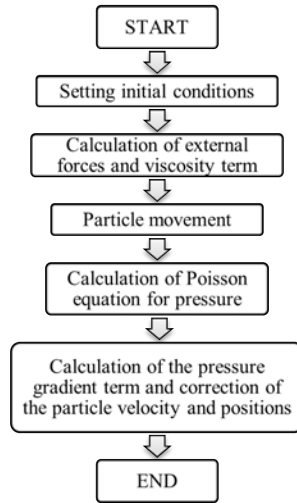 START
Setting initial conditions
Calculation of external
forces and viscosity term
Particle movement
Calculation of Poisson
equation for pressure
Calculation of the pressure
gradient term and correction of
the particle velocity and positions
END